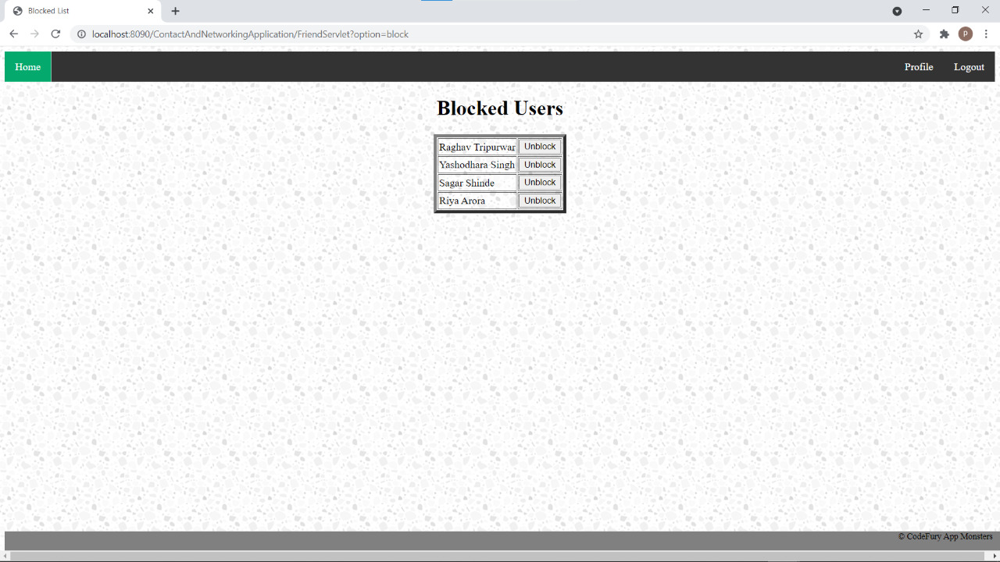 Blocked List
localhost:8090/ContactAndNetworkingApplication/FriendServlet?option=block
P
Home Profile Logout
Blocked Users
Raghav Tripurwar Unblock
Yashodhara Singh Unblock
Sagar Shinde Unblock
Riya Arora Unblock
© CodeFury App Monsters